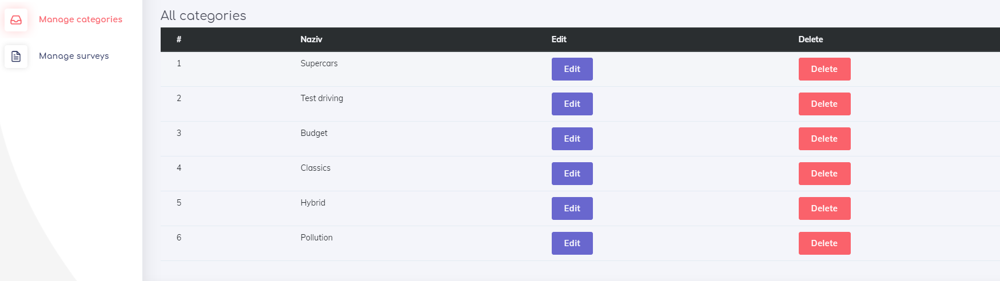 Manage categories
Manage surveys
All categories
# Naziv Edit Delete
1 Supercars Edit Delete
2 Test driving Edit Delete
3 Budget Edit Delete
4 Classics Edit Delete
5 Hybrid Edit Delete
6 Pollution Edit Delete